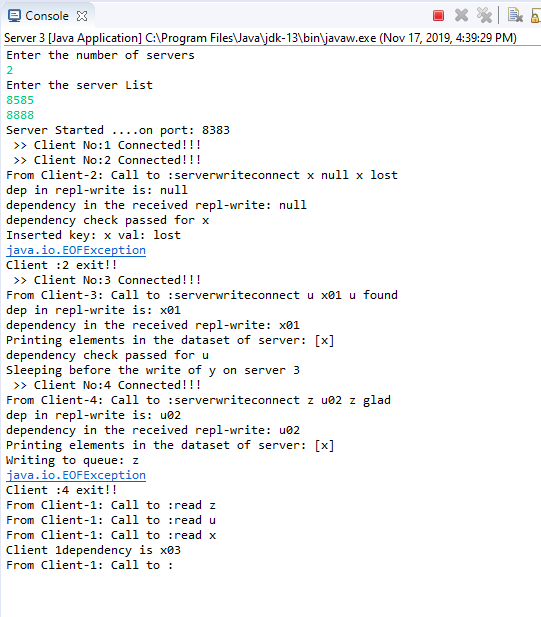 Console
Server 3 [Java Application] C:\Program Files\Java\jdk-13\bin\javaw.exe (Nov 17, 2019, 4:39:29 PM)
Enter the number of servers
2
Enter the server List
8585
8888
Server Started ....on port: 8383
 >> Client No:1 Connected!!!
 >> Client No:2 Connected!!!
From Client-2: Call to :serverwriteconnect x null x lost
dep in repl-write is: null
dependency in the received repl-write: null
dependency check passed for x
Inserted key: x val: lost
java.io.EOFException
Client :2 exit!!
 >> Client No:3 Connected!!!
From Client-3: Call to :serverwriteconnect u x01 u found
dep in repl-write is: x01
dependency in the received repl-write: x01
Printing elements in the dataset of server: [x]
dependency check passed for u
Sleeping before the write of y on server 3
 >> Client No:4 Connected!!!
From Client-4: Call to :serverwriteconnect z u02 z glad
dep in repl-write is: u02
dependency in the received repl-write: u02
Printing elements in the dataset of server: [x]
Writing to queue: z
java.io.EOFException
Client :4 exit!!
From Client-1: Call to :read z
From Client-1: Call to :read u
From Client-1: Call to :read x
Client 1dependency is x03
From Client-1: Call to :